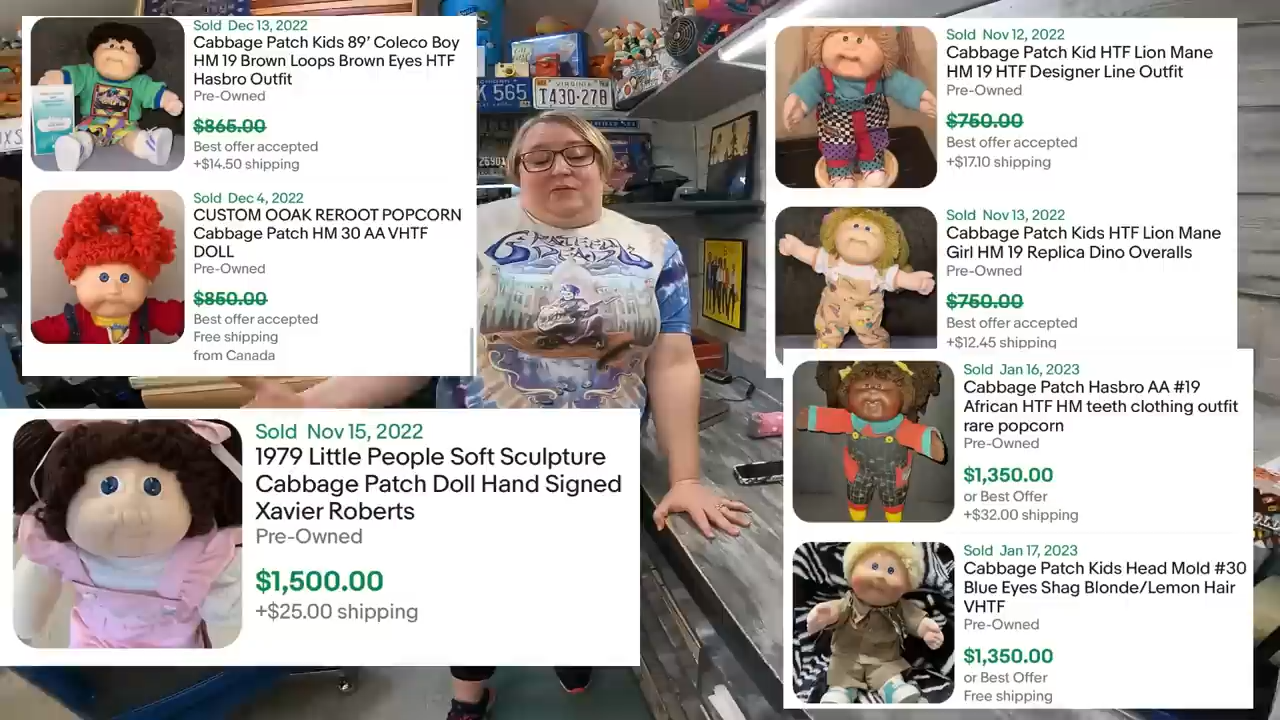 Sold Dec 13, 2022
Cabbage Patch Kids 89' Coleco Boy
HM 19 Brown Loops Brown Eyes HTF
Hasbro Outfit
Pre-Owned
$865.00
Best offer accepted
+$14.50 shipping
Sold Dec 4, 2022
CUSTOM OOAK REROOT POPCORN
Cabbage Patch HM 30 AA VHTF
DOLL
Pre-Owned
$850.00
Best offer accepted
Free shipping
from Canada
Sold Nov 15, 2022
1979 Little People Soft Sculpture
Cabbage Patch Doll Hand Signed
Xavier Roberts
Pre-Owned
$1,500.00
+$25.00 shipping
K 565
VIRGINIA
T430-278
Sold Nov 12, 2022
Cabbage Patch Kid HTF Lion Mane
HM 19 HTF Designer Line Outfit
Pre-Owned
$750.00
Best offer accepted
+$17.10 shipping
Sold Nov 13, 2022
Cabbage Patch Kids HTF Lion Mane
Girl HM 19 Replica Dino Overalls
Pre-Owned
$750.00
Best offer accepted
+$12.45 shipping
Sold Jan 16, 2023
Cabbage Patch Hasbro AA #19
African HTF HM teeth clothing outfit
rare popcorn
Pre-Owned
$1,350.00
or Best Offer
+$32.00 shipping
Sold Jan 17, 2023
Cabbage Patch Kids Head Mold #30
Blue Eyes Shag Blonde/Lemon Hair
VHTF
Pre-Owned
$1,350.00
or Best Offer
Free shipping